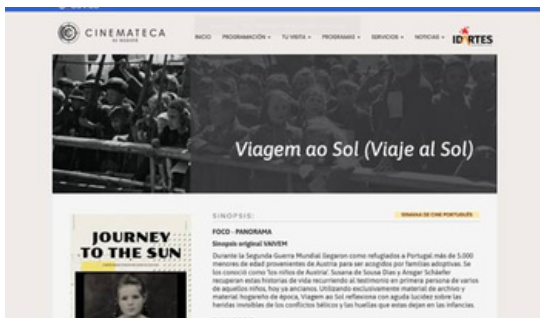 CINEMATECA
DE BOGOTÁ
INICIO PROGRAMACIÓN TU VISITA PROGRAMAS SERVICIOS NOTICIAS IDARTES
Viagem ao Sol (Viaje al Sol)
SINOPSIS: SEMANA DE CINE PORTUGUÉS
FOCO - PANORAMA
Sinopsis original VAIVEM
Durante la Segunda Guerra Mundial llegaron como refugiados a Portugal más de 5.000
menores de edad provenientes de Austria para ser acogidos por familias adoptivas. Se
los conoció como 'los niños de Austria'. Susana de Sousa Dias y Ansgar Schäefer
recuperan estas historias de vida recurriendo al testimonio en primera persona de varios
de aquellos niños, hoy ya ancianos. Utilizando exclusivamente material de archivo y
material hogareño de época, Viagem ao Sol reflexiona con aguda lucidez sobre las
heridas invisibles de los conflictos bélicos y las huellas que estas dejan en las infancias.
JOURNEY
TO THE SUN